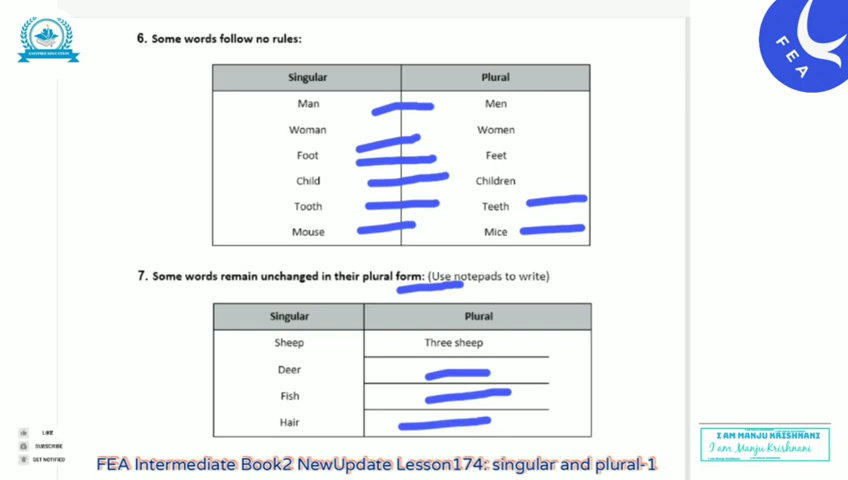 6. Some words follow no rules:
FEA
Singular Plural
Man Men
Woman Women
Foot Feet
Child Children
Tooth Teeth
Mouse Mice
7. Some words remain unchanged in their plural form: (Use notepads to write)
Singular Plural
Sheep Three sheep
Deer
Fish
Hair
LIKE
SUBSCRIBE
GET NOTIFIED
I AM MANJU KRISHNANI
I am Manju Krishnani
FEA Intermediate Book2 NewUpdate Lesson174: singular and plural-1